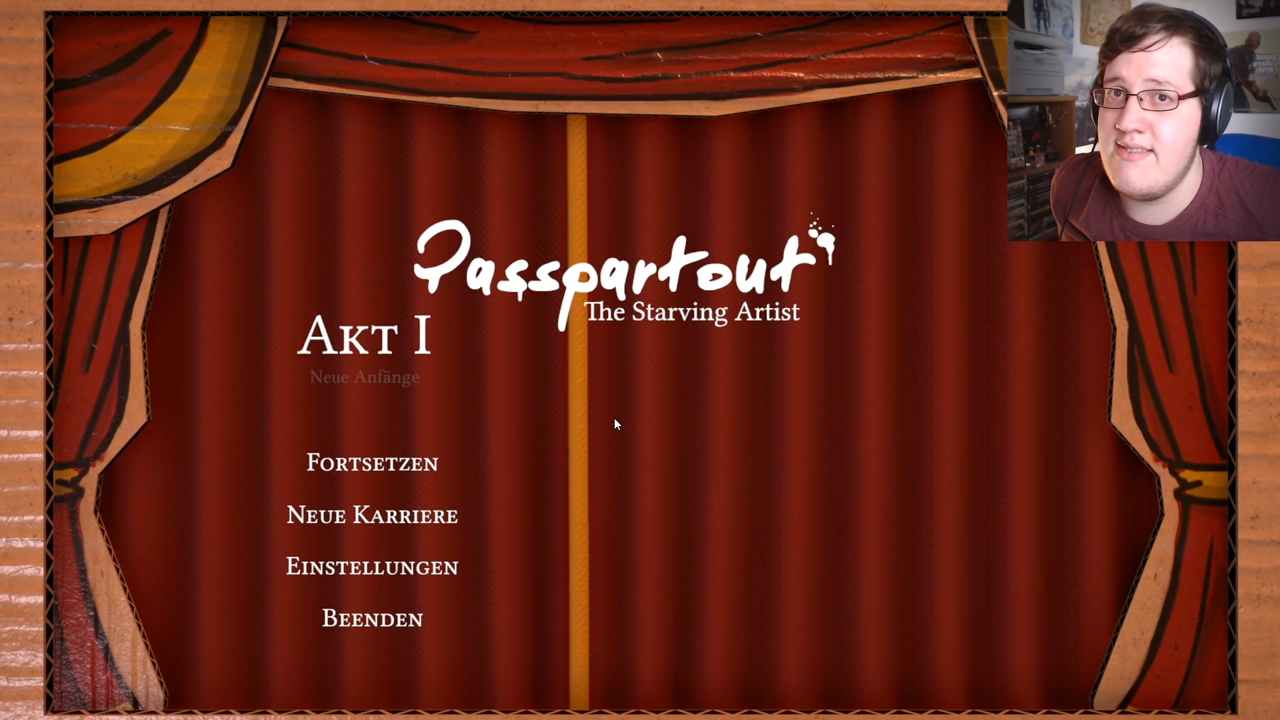 Passpartout
The Starving Artist
Akt I
Neue Anfänge
Fortsetzen
Neue Karriere
Einstellungen
Beenden